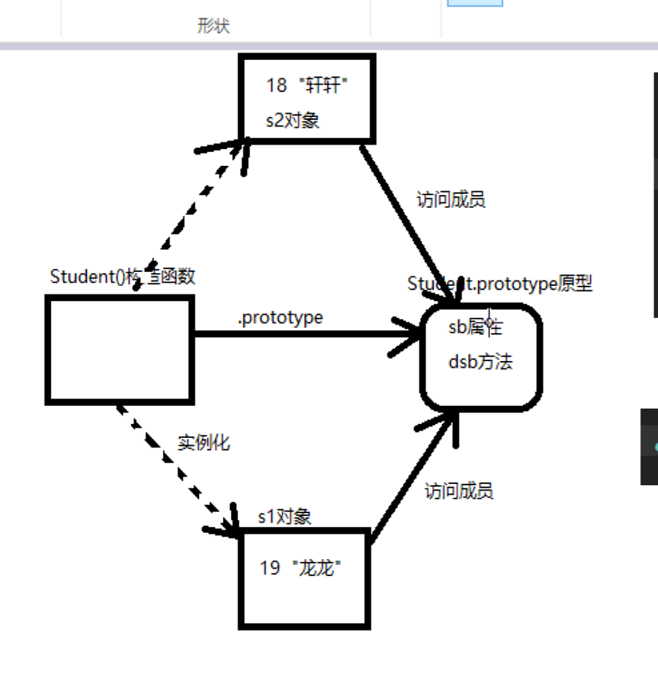 形状
18 "轩轩"
s2对象
访问成员
Student()构造函数
Student.prototype原型
.prototype
sb属性
dsb方法
实例化
访问成员
s1对象
19 "龙龙"